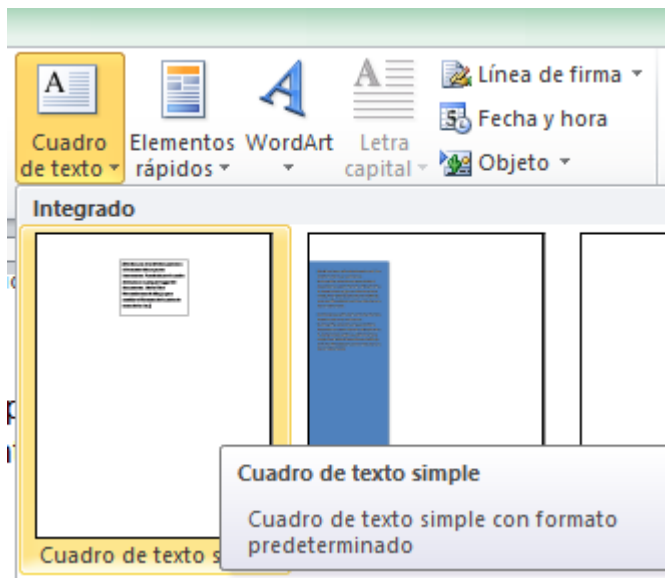 Cuadro de texto
Elementos rápidos
WordArt
Letra capital
Línea de firma
Fecha y hora
Objeto
Integrado
Cuadro de texto simple
Cuadro de texto simple con formato
predeterminado
Cuadro de texto s